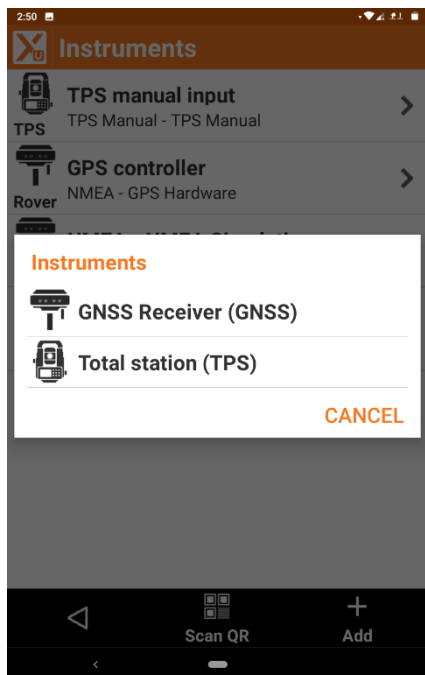 2:50
Instruments
TPS manual input
TPS Manual - TPS Manual
TPS
GPS controller
NMEA - GPS Hardware
Rover
Instruments
GNSS Receiver (GNSS)
Total station (TPS)
CANCEL
Scan QR
Add